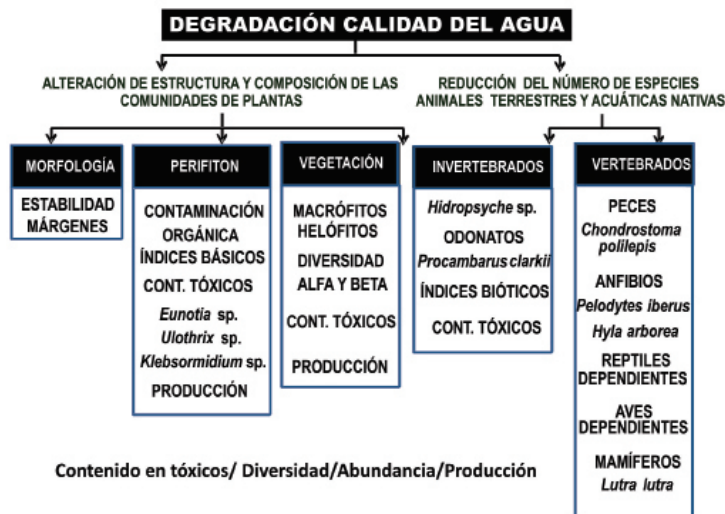 DEGRADACIÓN CALIDAD DEL AGUA
ALTERACIÓN DE ESTRUCTURA Y COMPOSICIÓN DE LAS
COMUNIDADES DE PLANTAS
REDUCCIÓN DEL NÚMERO DE ESPECIES
ANIMALES TERRESTRES Y ACUÁTICAS NATIVAS
MORFOLOGÍA
ESTABILIDAD
MÁRGENES
PERIFITON
CONTAMINACIÓN
ORGÁNICA
ÍNDICES BÁSICOS
CONT. TÓXICOS
Eunotia sp.
Ulothrix sp.
Klebsormidium sp.
PRODUCCIÓN
VEGETACIÓN
MACRÓFITOS
HELÓFITOS
DIVERSIDAD
ALFA Y BETA
CONT. TÓXICOS
PRODUCCIÓN
INVERTEBRADOS
Hidropsyche sp.
ODONATOS
Procambarus clarkii
ÍNDICES BIÓTICOS
CONT. TÓXICOS
VERTEBRADOS
PECES
Chondrostoma
polilepis
ANFIBIOS
Pelodytes iberus
Hyla arborea
REPTILES
DEPENDIENTES
AVES
DEPENDIENTES
MAMÍFEROS
Lutra lutra
Contenido en tóxicos/ Diversidad/Abundancia/Producción